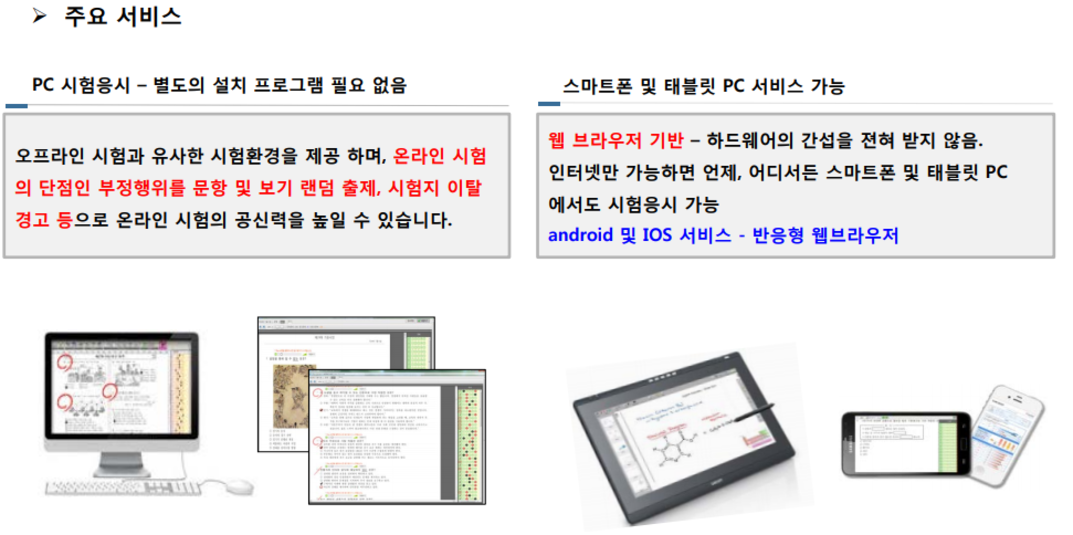 ➢ 주요 서비스
PC 시험응시 – 별도의 설치 프로그램 필요 없음
오프라인 시험과 유사한 시험환경을 제공 하며, 온라인 시험
의 단점인 부정행위를 문항 및 보기 랜덤 출제, 시험지 이탈
경고 등으로 온라인 시험의 공신력을 높일 수 있습니다.
스마트폰 및 태블릿 PC 서비스 가능
웹 브라우저 기반 – 하드웨어의 간섭을 젼혀 받지 않음.
인터넷만 가능하면 언제, 어디서든 스마트폰 및 태블릿 PC
에서도 시험응시 가능
android 및 IOS 서비스 - 반응형 웹브라우저